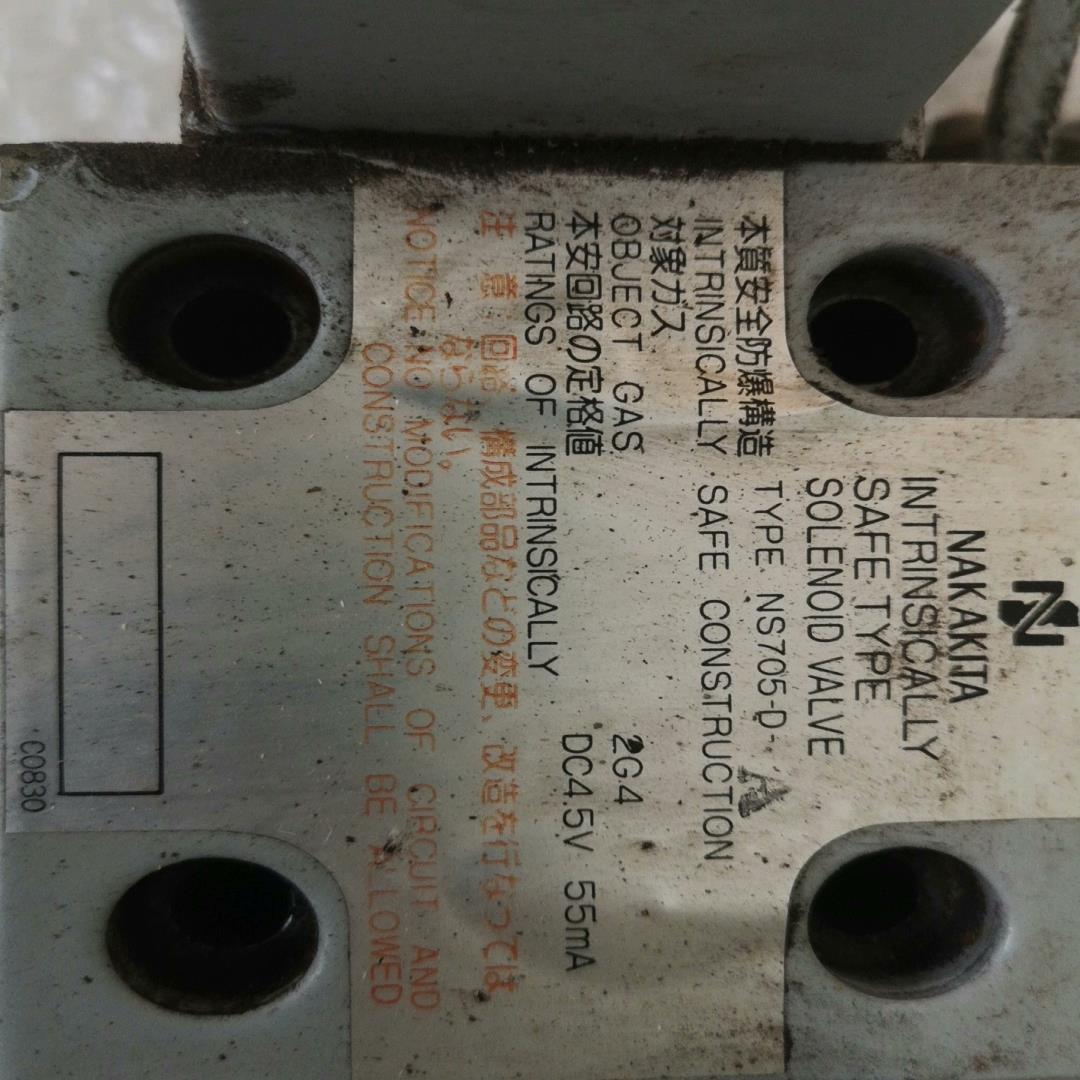 NAKAKITA
INTRINSICALLY
SAFE TYPE
SOLENOID VALVE
TYPE NS705-D-A
本質安全防爆構造
INTRINSICALLY SAFE CONSTRUCTION
対象ガス
OBJECT GAS 2G4
本安回路の定格値 DC4.5V 55mA
RATINGS OF INTRINSICALLY
注 意 回路 構成部品などの変更、改造を行なっては
ならない。
NOTICE NO MODIFICATIONS OF CIRCUIT AND
CONSTRUCTION SHALL BE ALLOWED
C0830